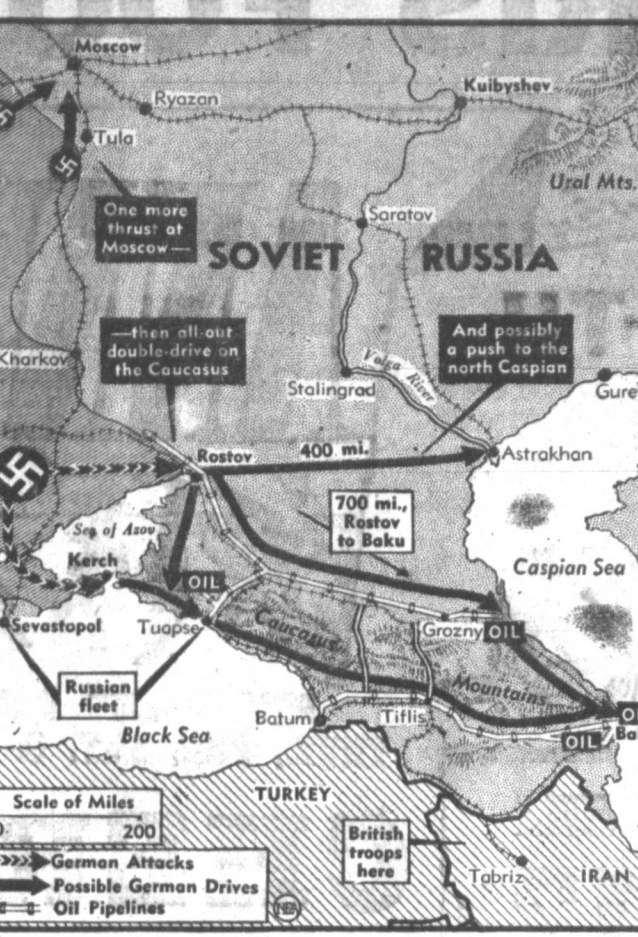 Moscow
Ryazan
Kuibyshev
Tula
Ural Mts.
One more
thrust at
Moscow—
Saratov
SOVIET RUSSIA
—then all-out
double-drive on
the Caucasus
And possibly
a push to the
north Caspian
Kharkov
Volga River
Stalingrad
Gure
Rostov
400 mi.
Astrakhan
700 mi.,
Rostov
to Baku
Sea of Azov
Kerch
OIL
Caspian Sea
Sevastopol
Tuapse
Caucasus
Grozny OIL
Russian
fleet
Mountains
Batum
Tiflis
OIL
Ba
Black Sea
TURKEY
Scale of Miles
0 200
British
troops
here
Tabriz
IRAN
German Attacks
Possible German Drives
Oil Pipelines
NEA